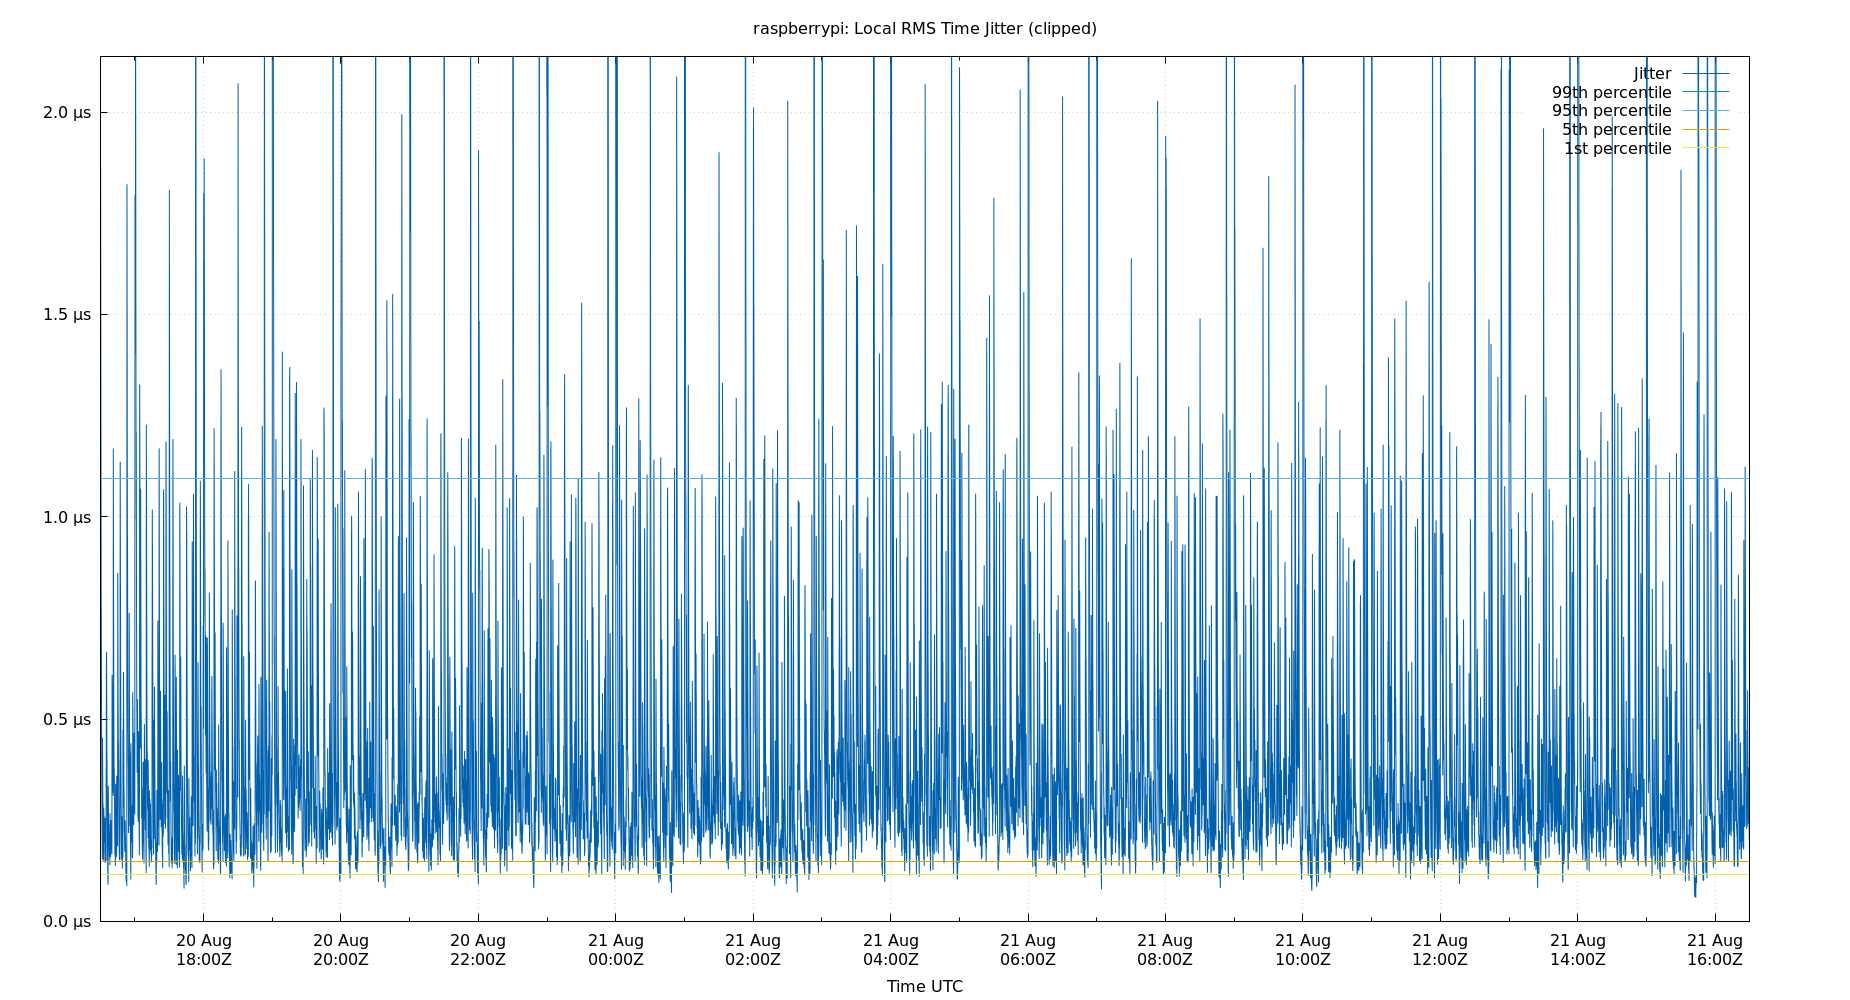 raspberrypi: Local RMS Time Jitter (clipped)
Jitter
99th percentile
95th percentile
5th percentile
1st percentile
2.0 µs
1.5 µs
1.0 µs
0.5 µs
0.0 µs
20 Aug 20 Aug 20 Aug 21 Aug 21 Aug 21 Aug 21 Aug 21 Aug 21 Aug 21 Aug 21 Aug 21 Aug
18:00Z 20:00Z 22:00Z 00:00Z 02:00Z 04:00Z 06:00Z 08:00Z 10:00Z 12:00Z 14:00Z 16:00Z
Time UTC